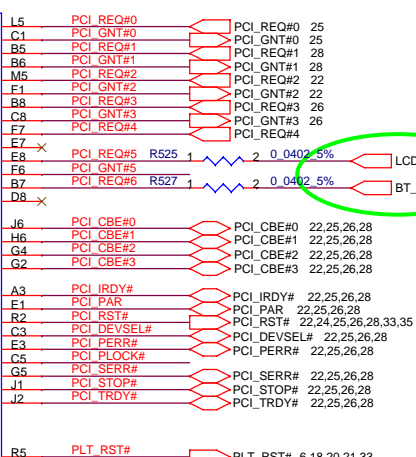 L5 PCI_REQ#0 PCI_REQ#0 25
C1 PCI_GNT#0 PCI_GNT#0 25
B5 PCI_REQ#1 PCI_REQ#1 28
B6 PCI_GNT#1 PCI_GNT#1 28
M5 PCI_REQ#2 PCI_REQ#2 22
F1 PCI_GNT#2 PCI_GNT#2 22
B8 PCI_REQ#3 PCI_REQ#3 26
C8 PCI_GNT#3 PCI_GNT#3 26
F7 PCI_REQ#4 PCI_REQ#4
E7
E8 PCI_REQ#5 R525 1 2 0_0402_5% LCD
F6 PCI_GNT#5
B7 PCI_REQ#6 R527 1 2 0_0402_5% BT_
D8
J6 PCI_CBE#0 PCI_CBE#0 22,25,26,28
H6 PCI_CBE#1 PCI_CBE#1 22,25,26,28
G4 PCI_CBE#2 PCI_CBE#2 22,25,26,28
G2 PCI_CBE#3 PCI_CBE#3 22,25,26,28
A3 PCI_IRDY# PCI_IRDY# 22,25,26,28
E1 PCI_PAR PCI_PAR 22,25,26,28
R2 PCI_RST# PCI_RST# 22,24,25,26,28,33,35
C3 PCI_DEVSEL# PCI_DEVSEL# 22,25,26,28
E3 PCI_PERR# PCI_PERR# 22,25,26,28
C5 PCI_PLOCK#
G5 PCI_SERR# PCI_SERR# 22,25,26,28
J1 PCI_STOP# PCI_STOP# 22,25,26,28
J2 PCI_TRDY# PCI_TRDY# 22,25,26,28
R5 PLT_RST# PLT_RST# 6,18,20,21,33